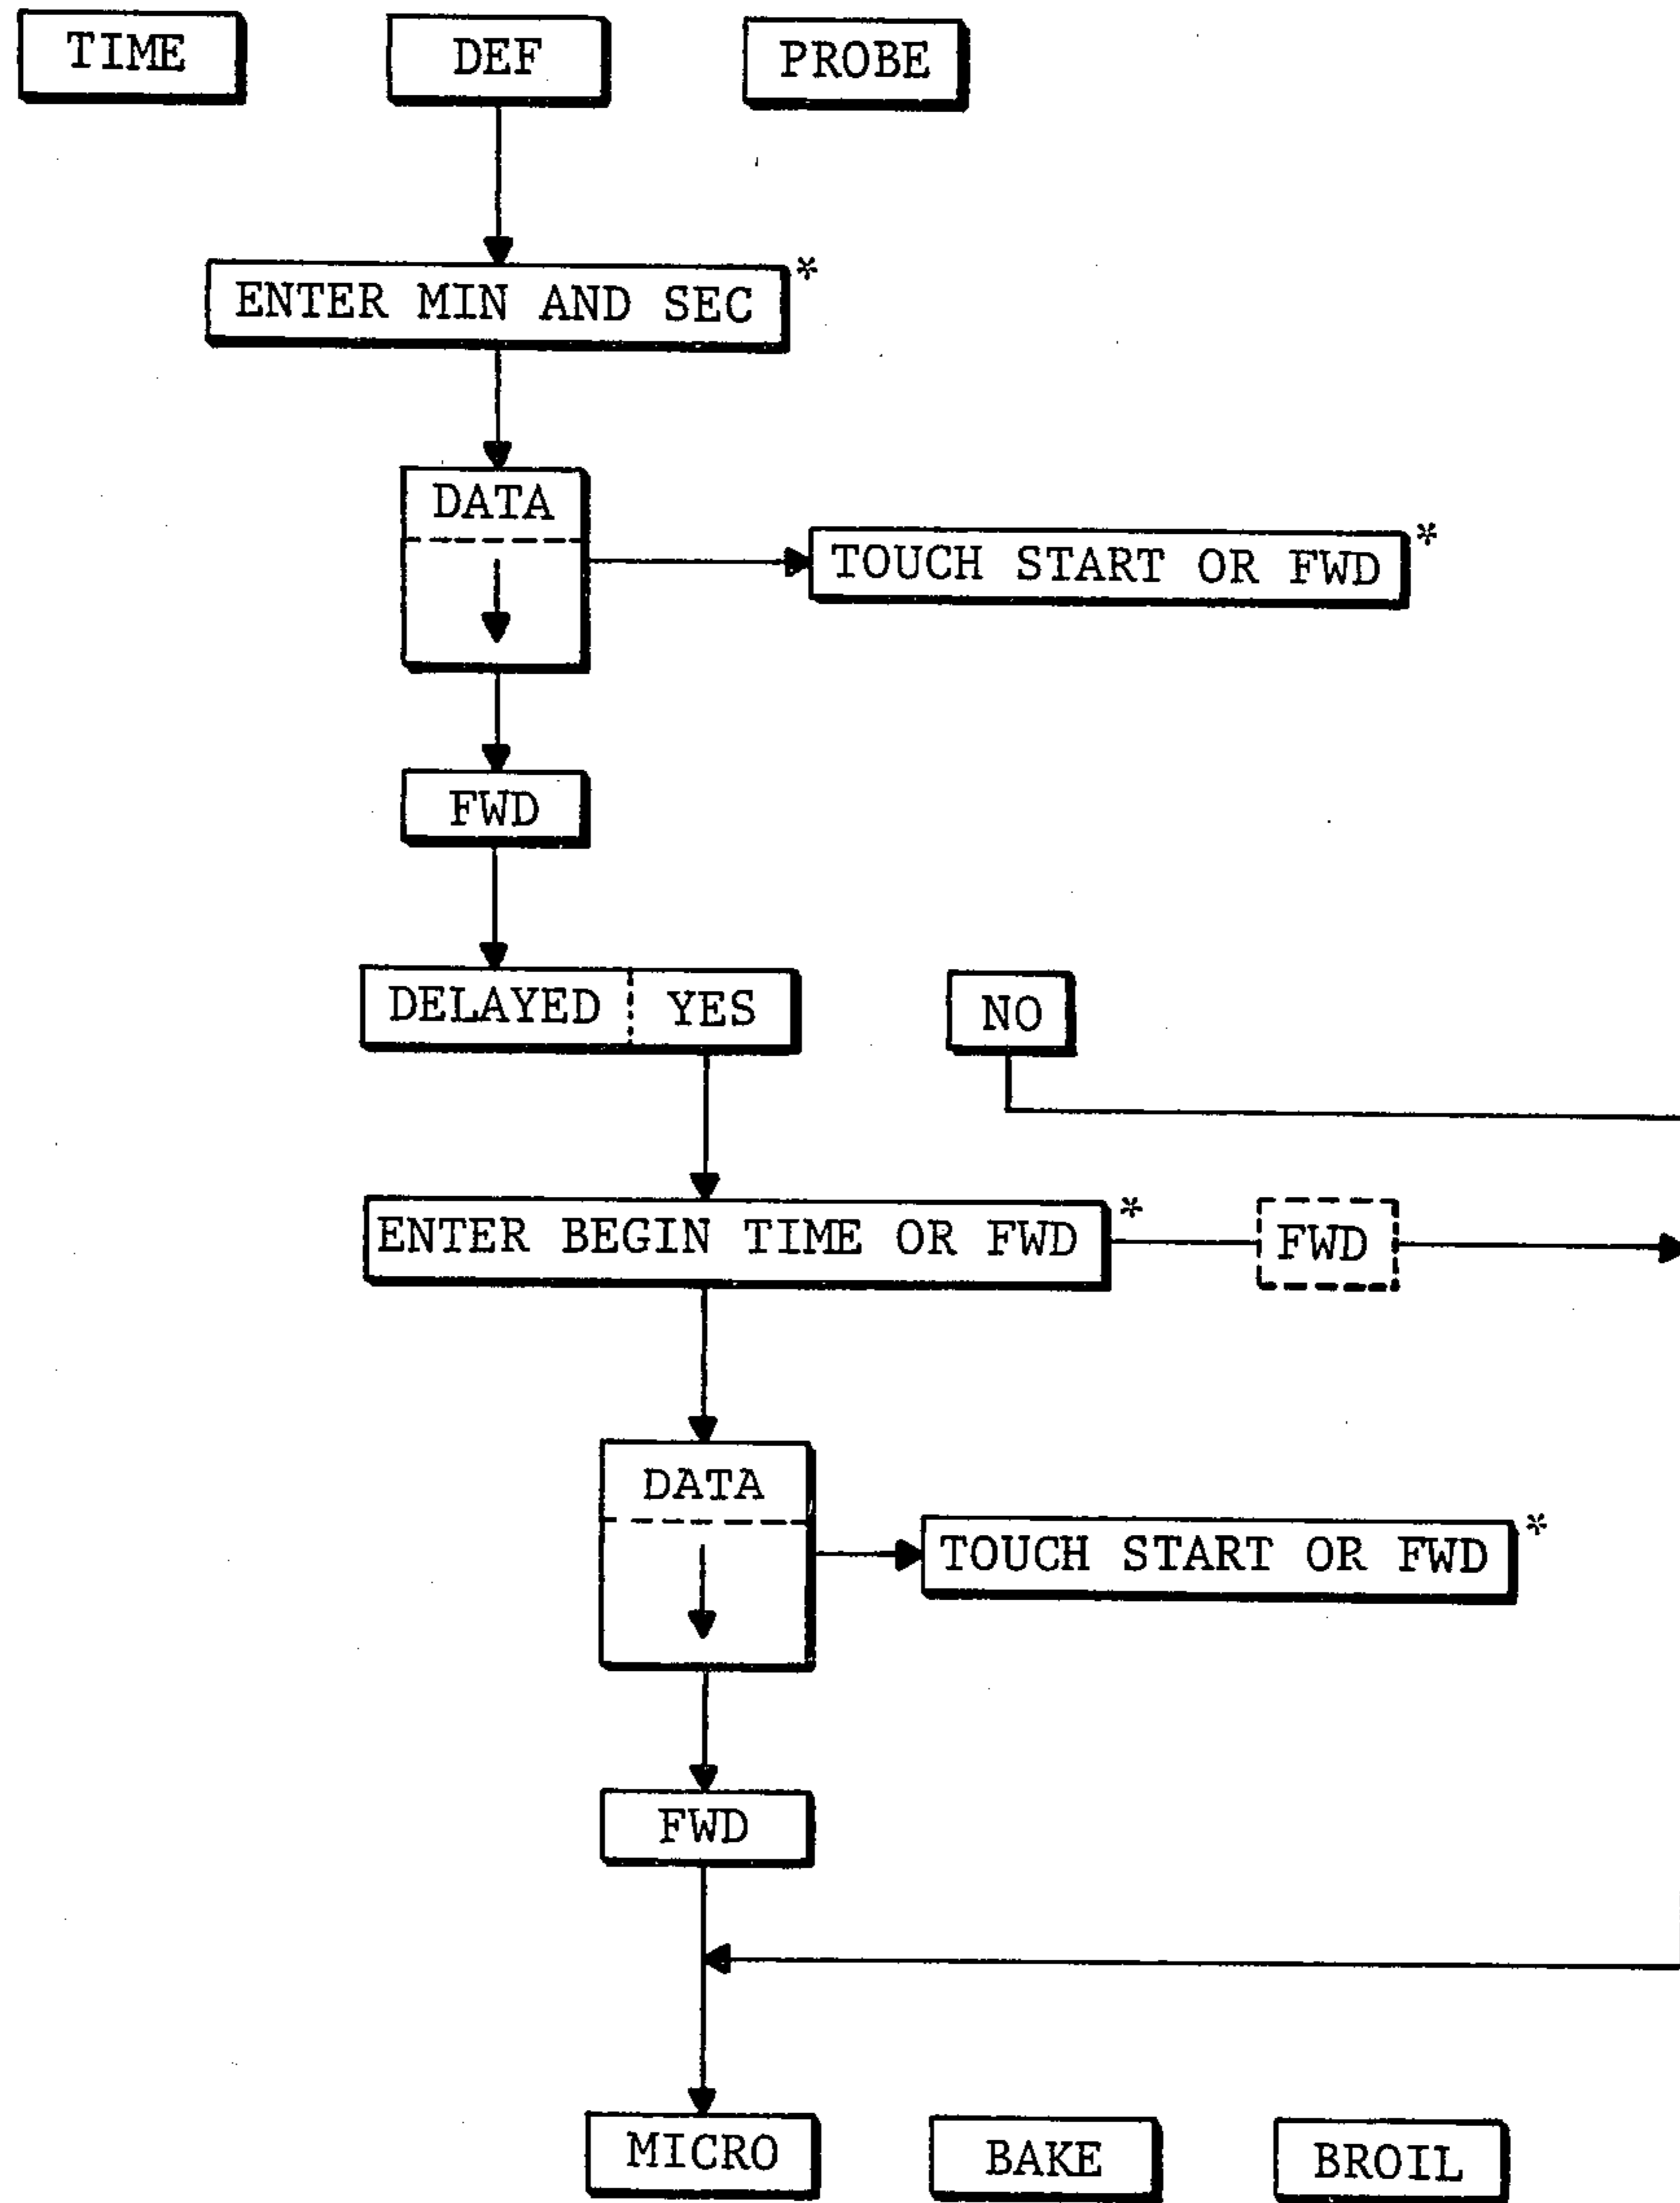 TIME DEF PROBE
ENTER MIN AND SEC*
DATA
TOUCH START OR FWD*
FWD
DELAYED YES NO
ENTER BEGIN TIME OR FWD* FWD
DATA
TOUCH START OR FWD*
FWD
MICRO BAKE BROIL